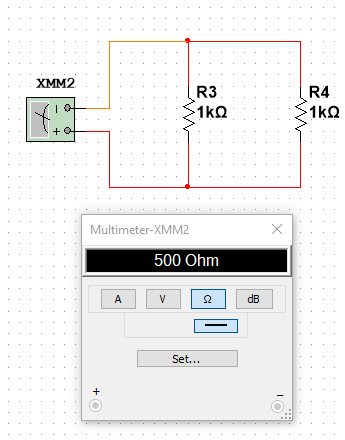 XMM2
R3
1kΩ
R4
1kΩ
Multimeter-XMM2
500 Ohm
A V Ω dB
Set...
+ −